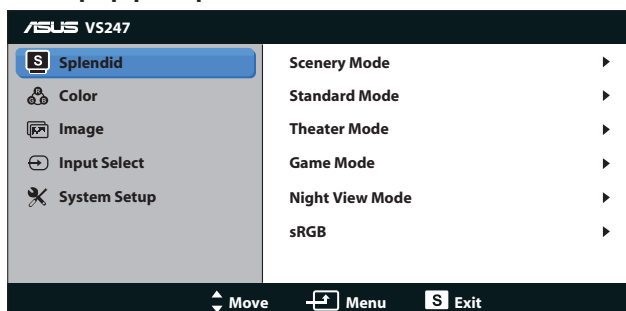 ASUS VS247
S Splendid
Color
Image
Input Select
System Setup
Scenery Mode
Standard Mode
Theater Mode
Game Mode
Night View Mode
sRGB
Move Menu S Exit